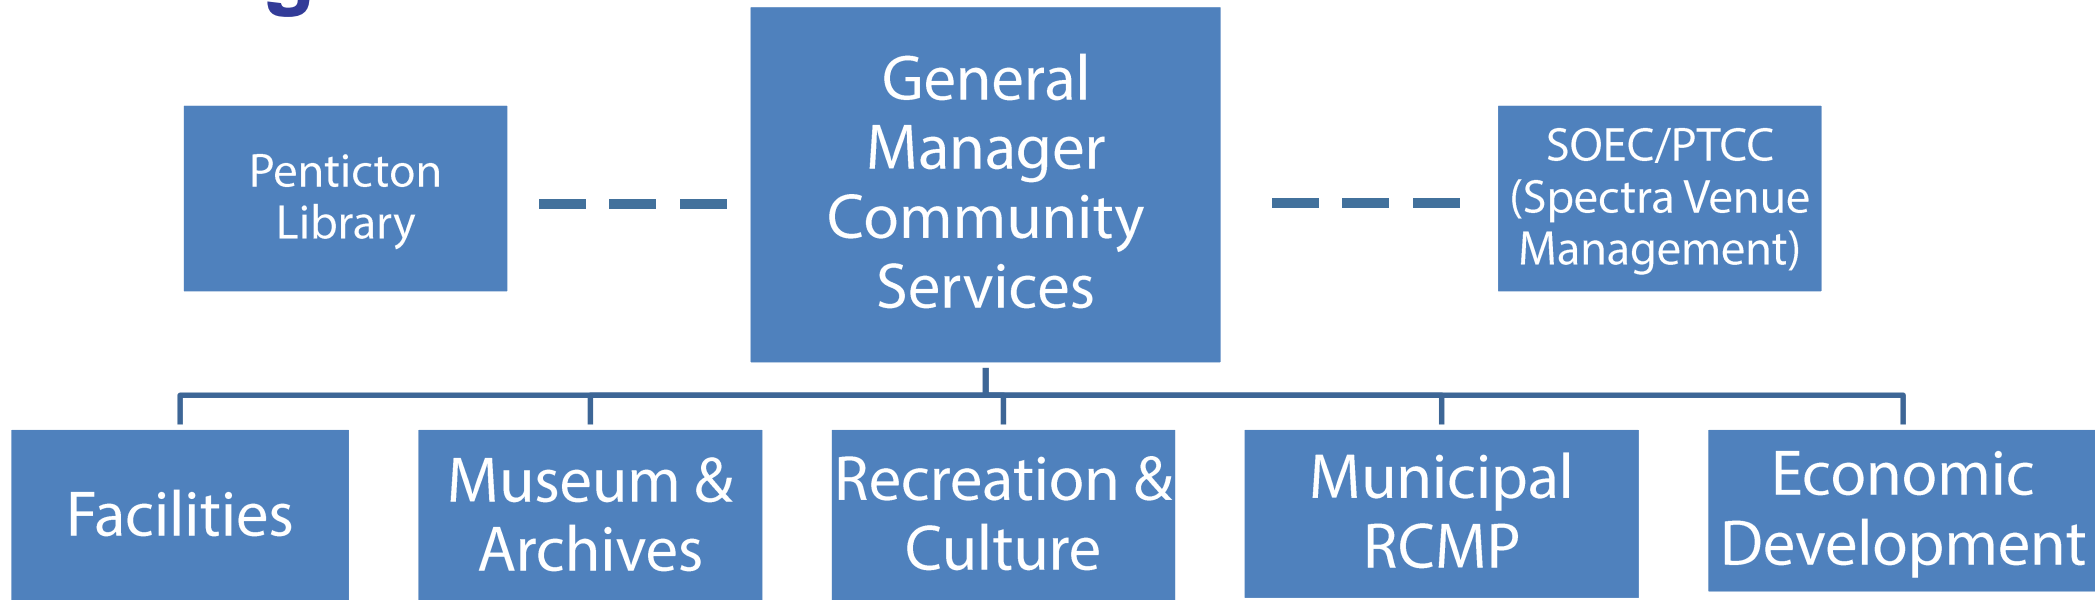 General
Manager
Community
Services
Penticton
Library
SOEC/PTCC
(Spectra Venue
Management)
Facilities
Museum &
Archives
Recreation &
Culture
Municipal
RCMP
Economic
Development